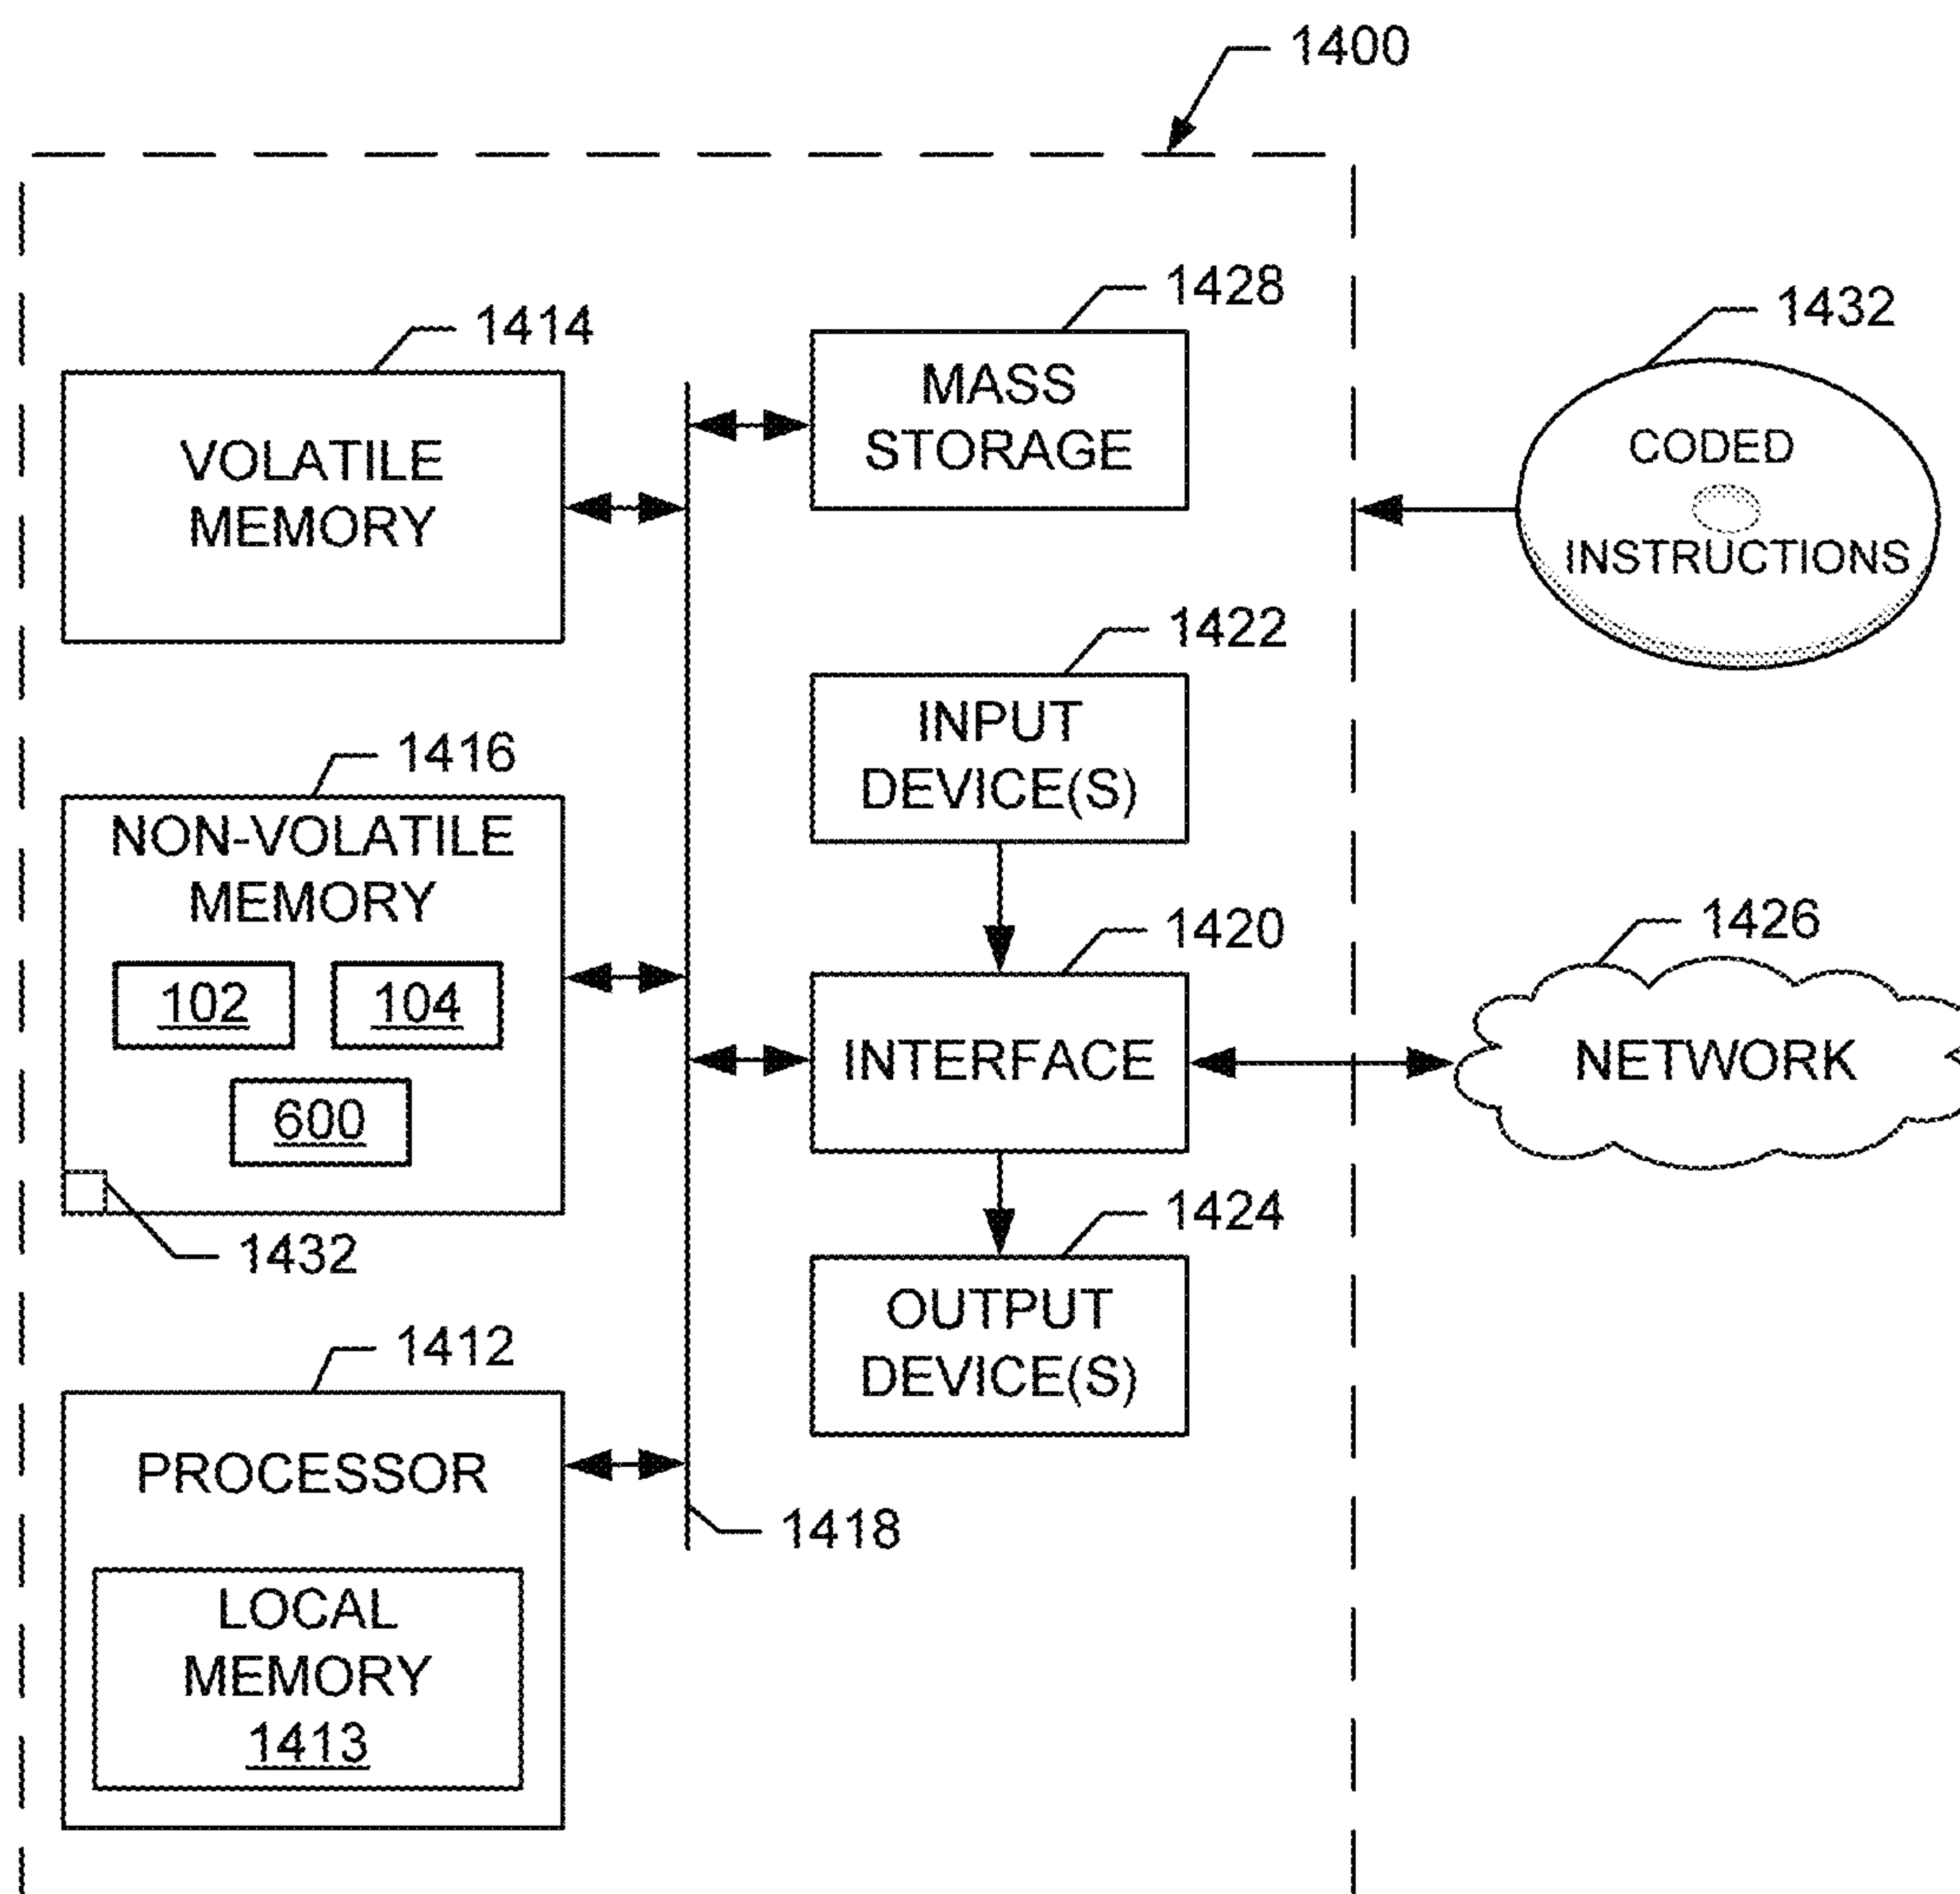 1400
1428
1414
1432
MASS
STORAGE
VOLATILE
MEMORY
CODED
INSTRUCTIONS
1422
INPUT
DEVICE(S)
1416
NON-VOLATILE
MEMORY
102 104
600
1432
1420
INTERFACE
1426
NETWORK
1424
OUTPUT
DEVICE(S)
1412
PROCESSOR
1418
LOCAL
MEMORY
1413